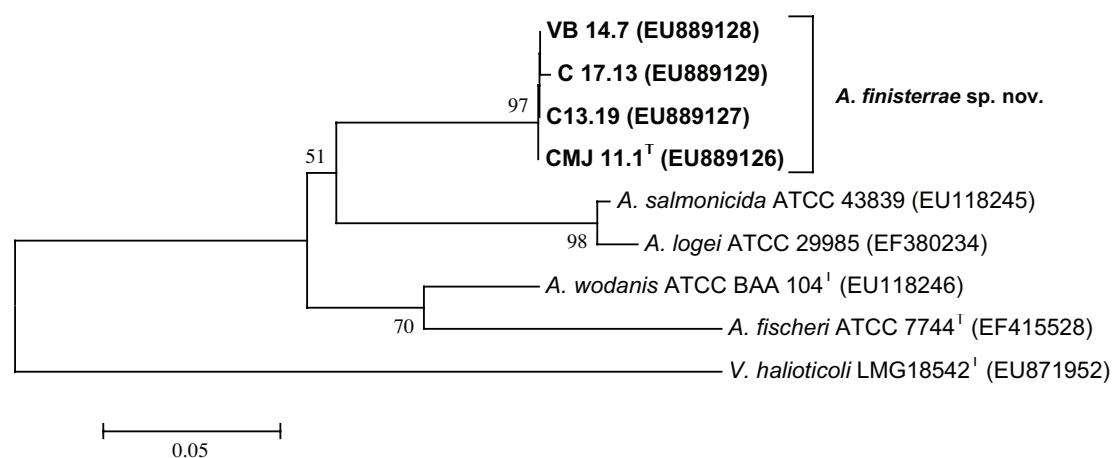 VB 14.7 (EU889128)
C 17.13 (EU889129)
97
C13.19 (EU889127)
A. finisterrae sp. nov.
CMJ 11.1ᵀ (EU889126)
51
A. salmonicida ATCC 43839 (EU118245)
98
A. logei ATCC 29985 (EF380234)
A. wodanis ATCC BAA 104ᵀ (EU118246)
70
A. fischeri ATCC 7744ᵀ (EF415528)
V. halioticoli LMG18542ᵀ (EU871952)
0.05